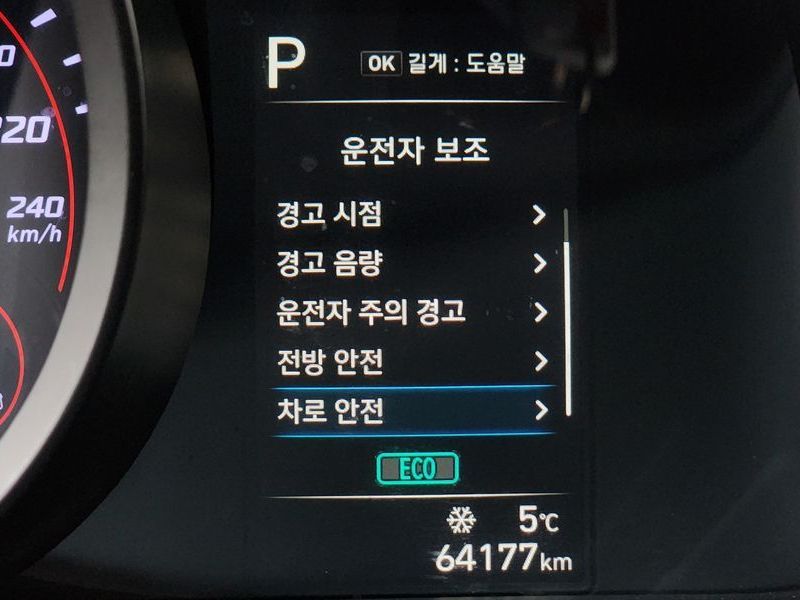 20
240
km/h
P
OK 길게 : 도움말
운전자 보조
경고 시점
경고 음량
운전자 주의 경고
전방 안전
차로 안전
ECO
5℃
64177km